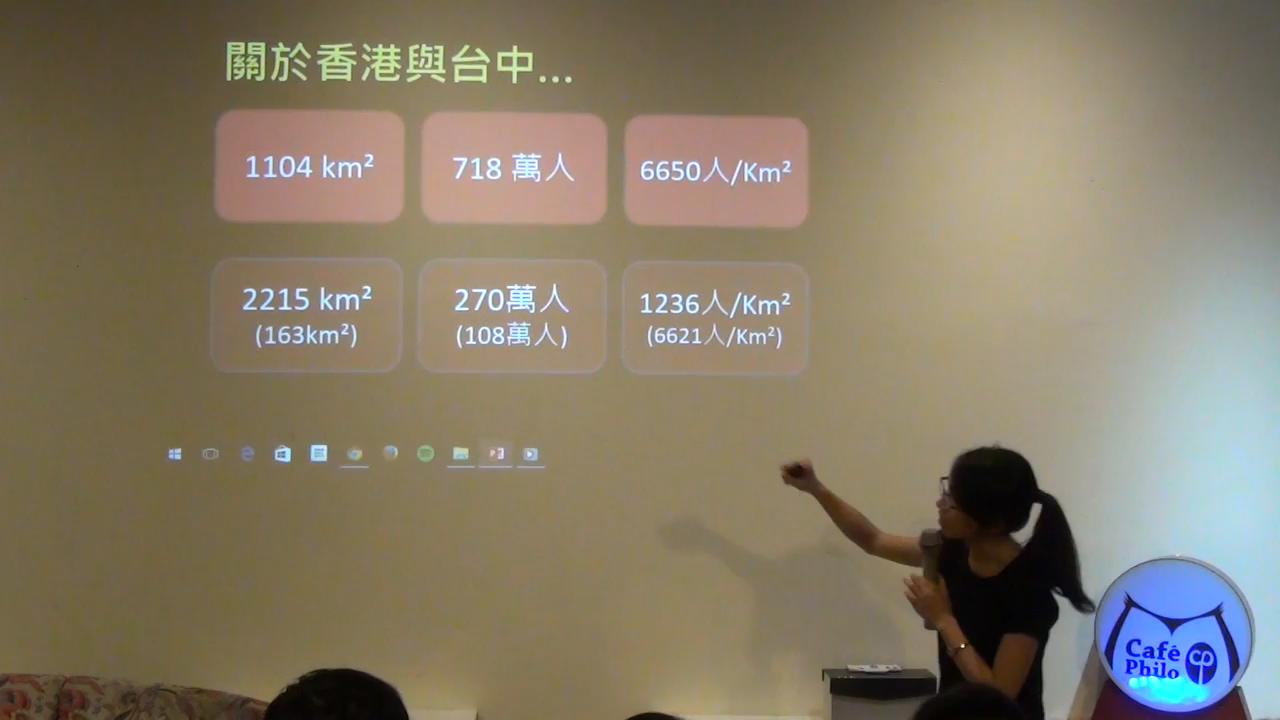 關於香港與台中...
1104 km²
718 萬人
6650人/Km²
2215 km²
(163km²)
270萬人
(108萬人)
1236人/Km²
(6621人/Km²)
Café
Philo
CP